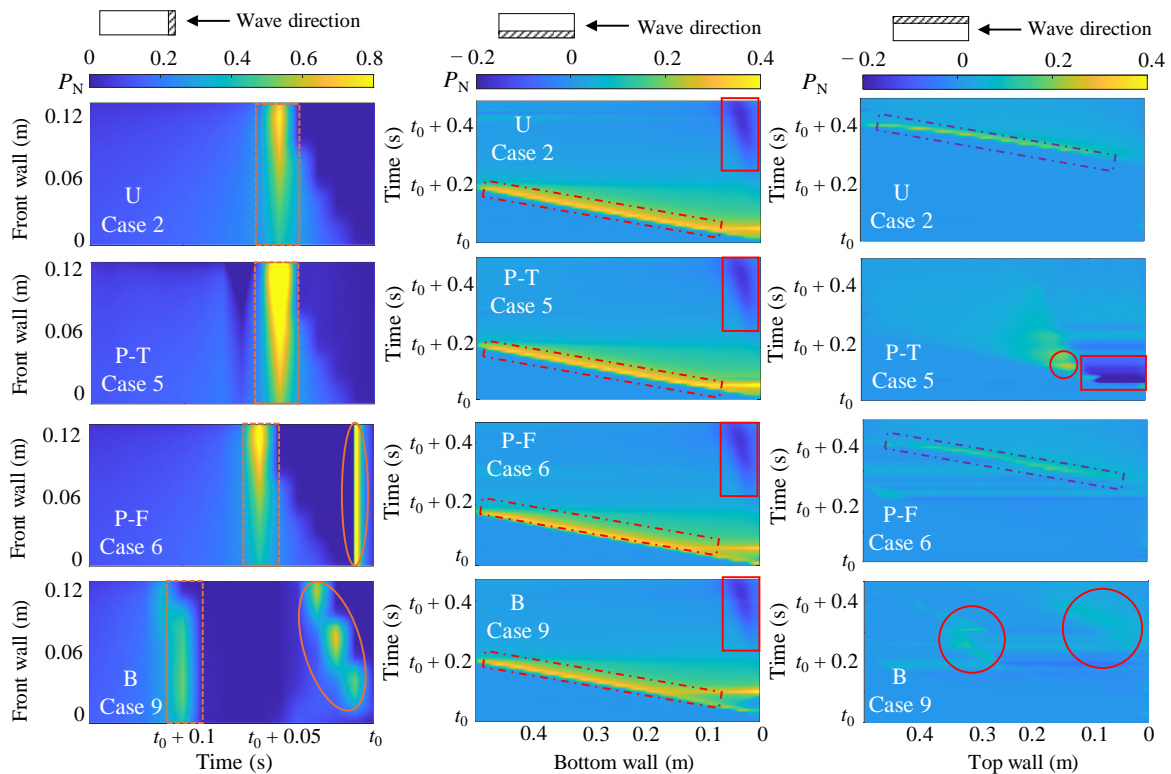 Wave direction
0 0.2 0.4 0.6 0.8
P_N
Front wall (m)
0.12
0.06
0
U
Case 2
Front wall (m)
0.12
0.06
0
P-T
Case 5
Front wall (m)
0.12
0.06
0
P-F
Case 6
Front wall (m)
0.12
0.06
0
B
Case 9
t_0 + 0.1 t_0 + 0.05 t_0
Time (s)
Wave direction
− 0.2 0 0.2 0.4
P_N
Time (s)
t_0 + 0.4
t_0 + 0.2
t_0
U
Case 2
Time (s)
t_0 + 0.4
t_0 + 0.2
t_0
P-T
Case 5
Time (s)
t_0 + 0.4
t_0 + 0.2
t_0
P-F
Case 6
Time (s)
t_0 + 0.4
t_0 + 0.2
t_0
B
Case 9
0.4 0.3 0.2 0.1 0
Bottom wall (m)
Wave direction
− 0.2 0 0.2 0.4
P_N
Time (s)
t_0 + 0.4
t_0 + 0.2
t_0
U
Case 2
Time (s)
t_0 + 0.4
t_0 + 0.2
t_0
P-T
Case 5
Time (s)
t_0 + 0.4
t_0 + 0.2
t_0
P-F
Case 6
Time (s)
t_0 + 0.4
t_0 + 0.2
t_0
B
Case 9
0.4 0.3 0.2 0.1 0
Top wall (m)